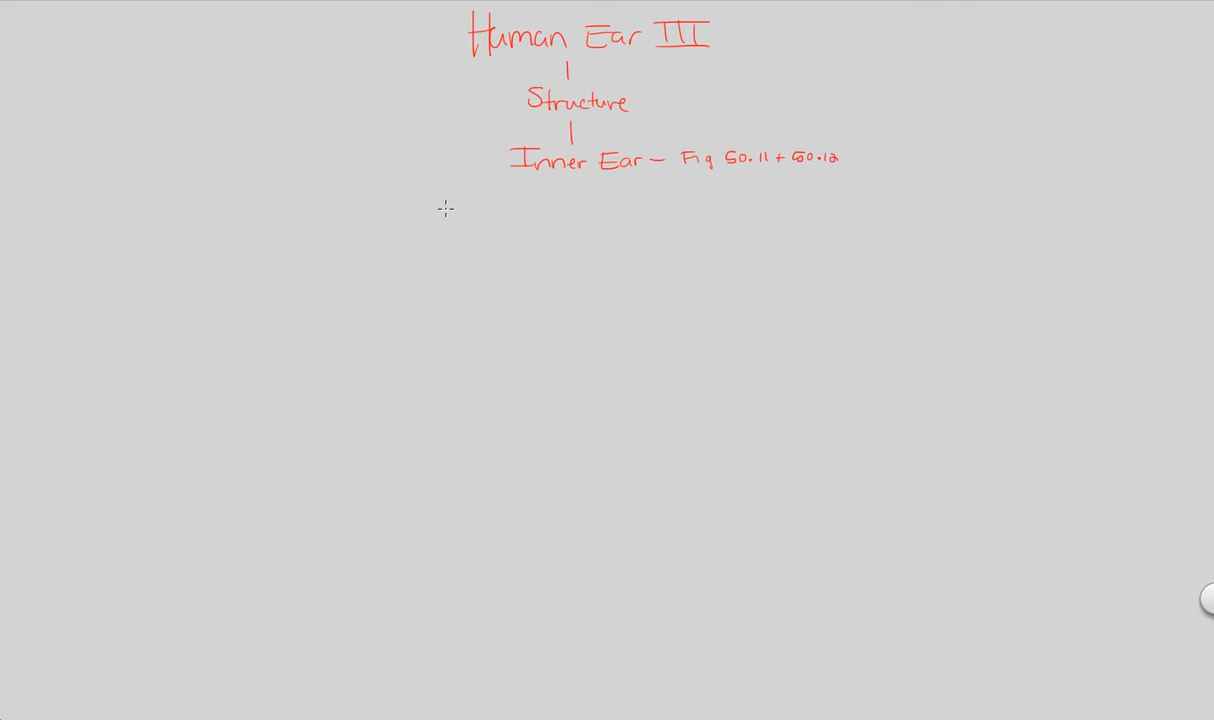 Human Ear III
Structure
Inner Ear – Fig 50.11 + 50.12